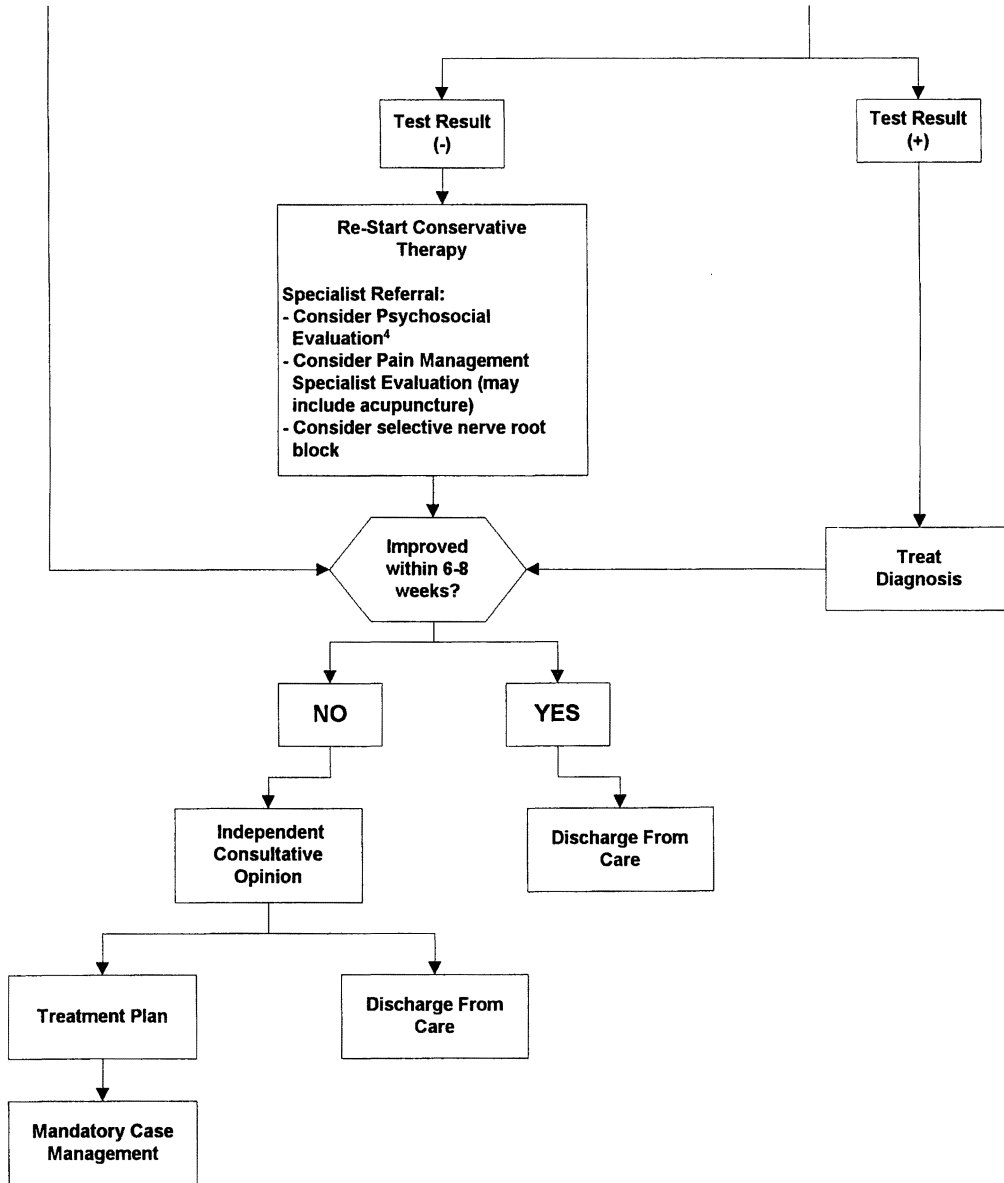 Test Result
(-)
Test Result
(+)
Re-Start Conservative
Therapy
Specialist Referral:
- Consider Psychosocial
Evaluation⁴
- Consider Pain Management
Specialist Evaluation (may
include acupuncture)
- Consider selective nerve root
block
Improved
within 6-8
weeks?
Treat
Diagnosis
NO
YES
Independent
Consultative
Opinion
Discharge From
Care
Treatment Plan
Discharge From
Care
Mandatory Case
Management